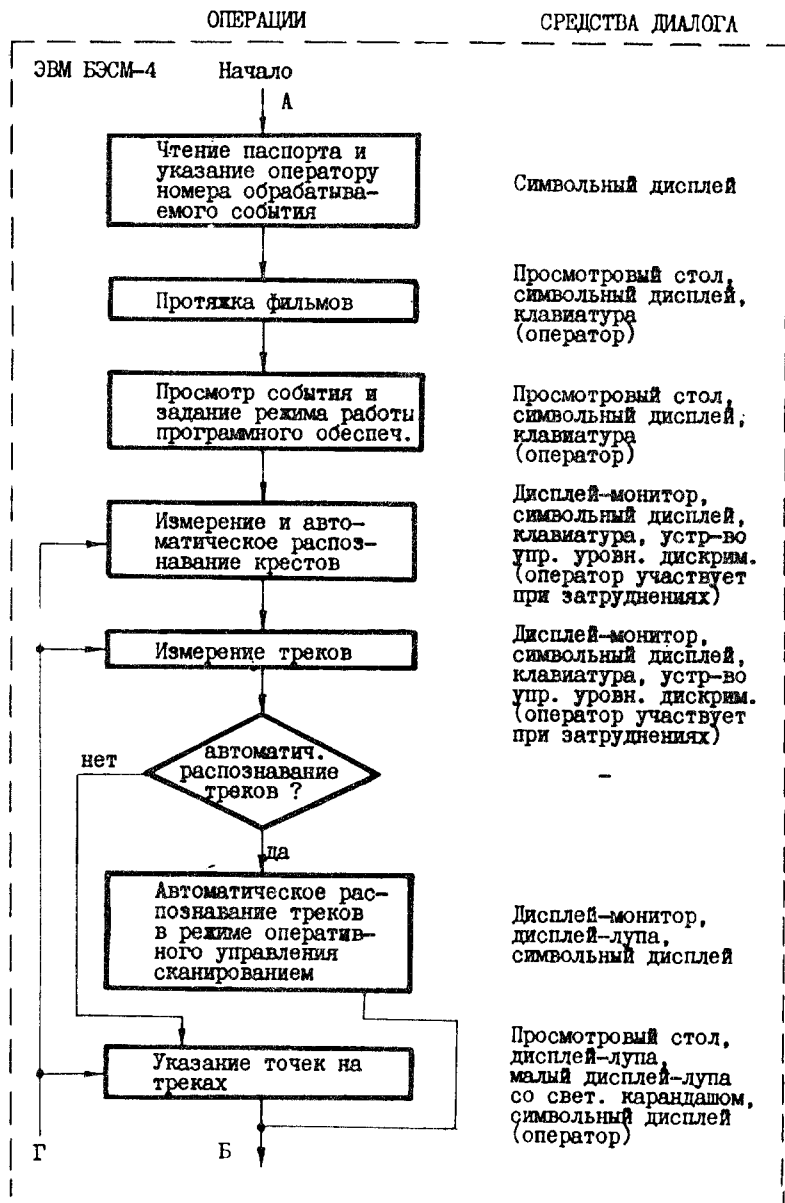 ОПЕРАЦИИ
СРЕДСТВА ДИАЛОГА
ЭВМ БЭСМ-4
Начало
А
Чтение паспорта и
указание оператору
номера обрабатыва-
емого события
Символьный дисплей
Протяжка фильмов
Просмотровый стол,
символьный дисплей,
клавиатура
(оператор)
Просмотр события и
задание режима работы
программного обеспеч.
Просмотровый стол,
символьный дисплей,
клавиатура
(оператор)
Измерение и авто-
матическое распоз-
навание крестов
Дисплей-монитор,
символьный дисплей,
клавиатура, устр-во
упр. уровн. дискрим.
(оператор участвует
при затруднениях)
Измерение треков
Дисплей-монитор,
символьный дисплей,
клавиатура, устр-во
упр. уровн. дискрим.
(оператор участвует
при затруднениях)
нет
автоматич.
распознавание
треков ?
–
да
Автоматическое рас-
познавание треков
в режиме оператив-
ного управления
сканированием
Дисплей-монитор,
дисплей-лупа,
символьный дисплей
Указание точек на
треках
Просмотровый стол,
дисплей-лупа,
малый дисплей-лупа
со свет. карандашом,
символьный дисплей
(оператор)
Г
Б